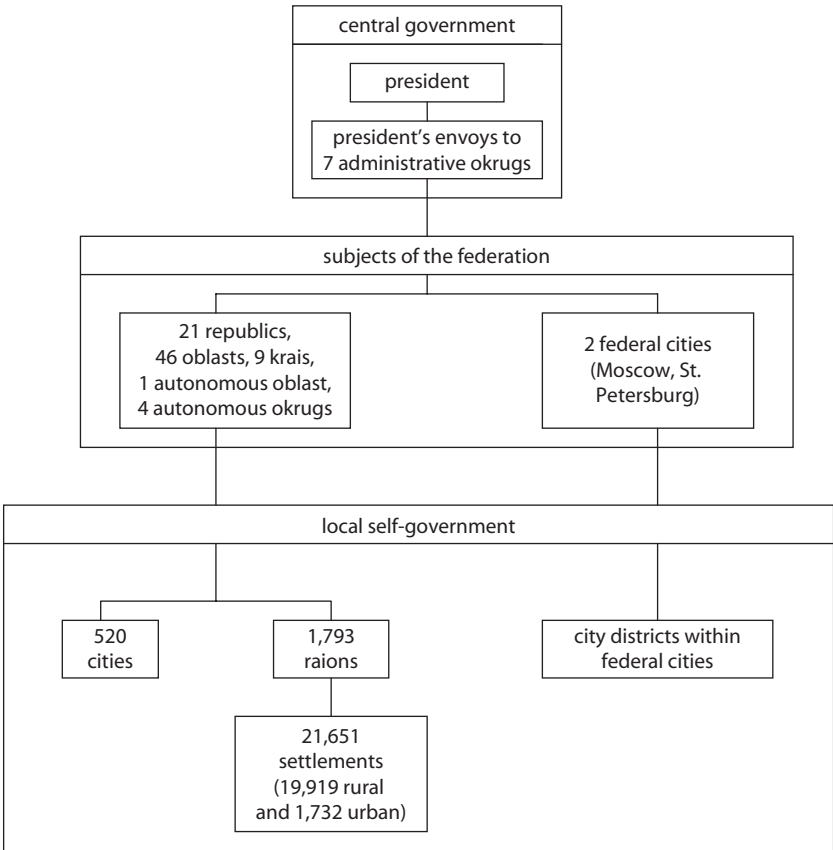 central government
president
president’s envoys to
7 administrative okrugs
subjects of the federation
21 republics,
46 oblasts, 9 krais,
1 autonomous oblast,
4 autonomous okrugs
2 federal cities
(Moscow, St.
Petersburg)
local self-government
520
cities
1,793
raions
city districts within
federal cities
21,651
settlements
(19,919 rural
and 1,732 urban)